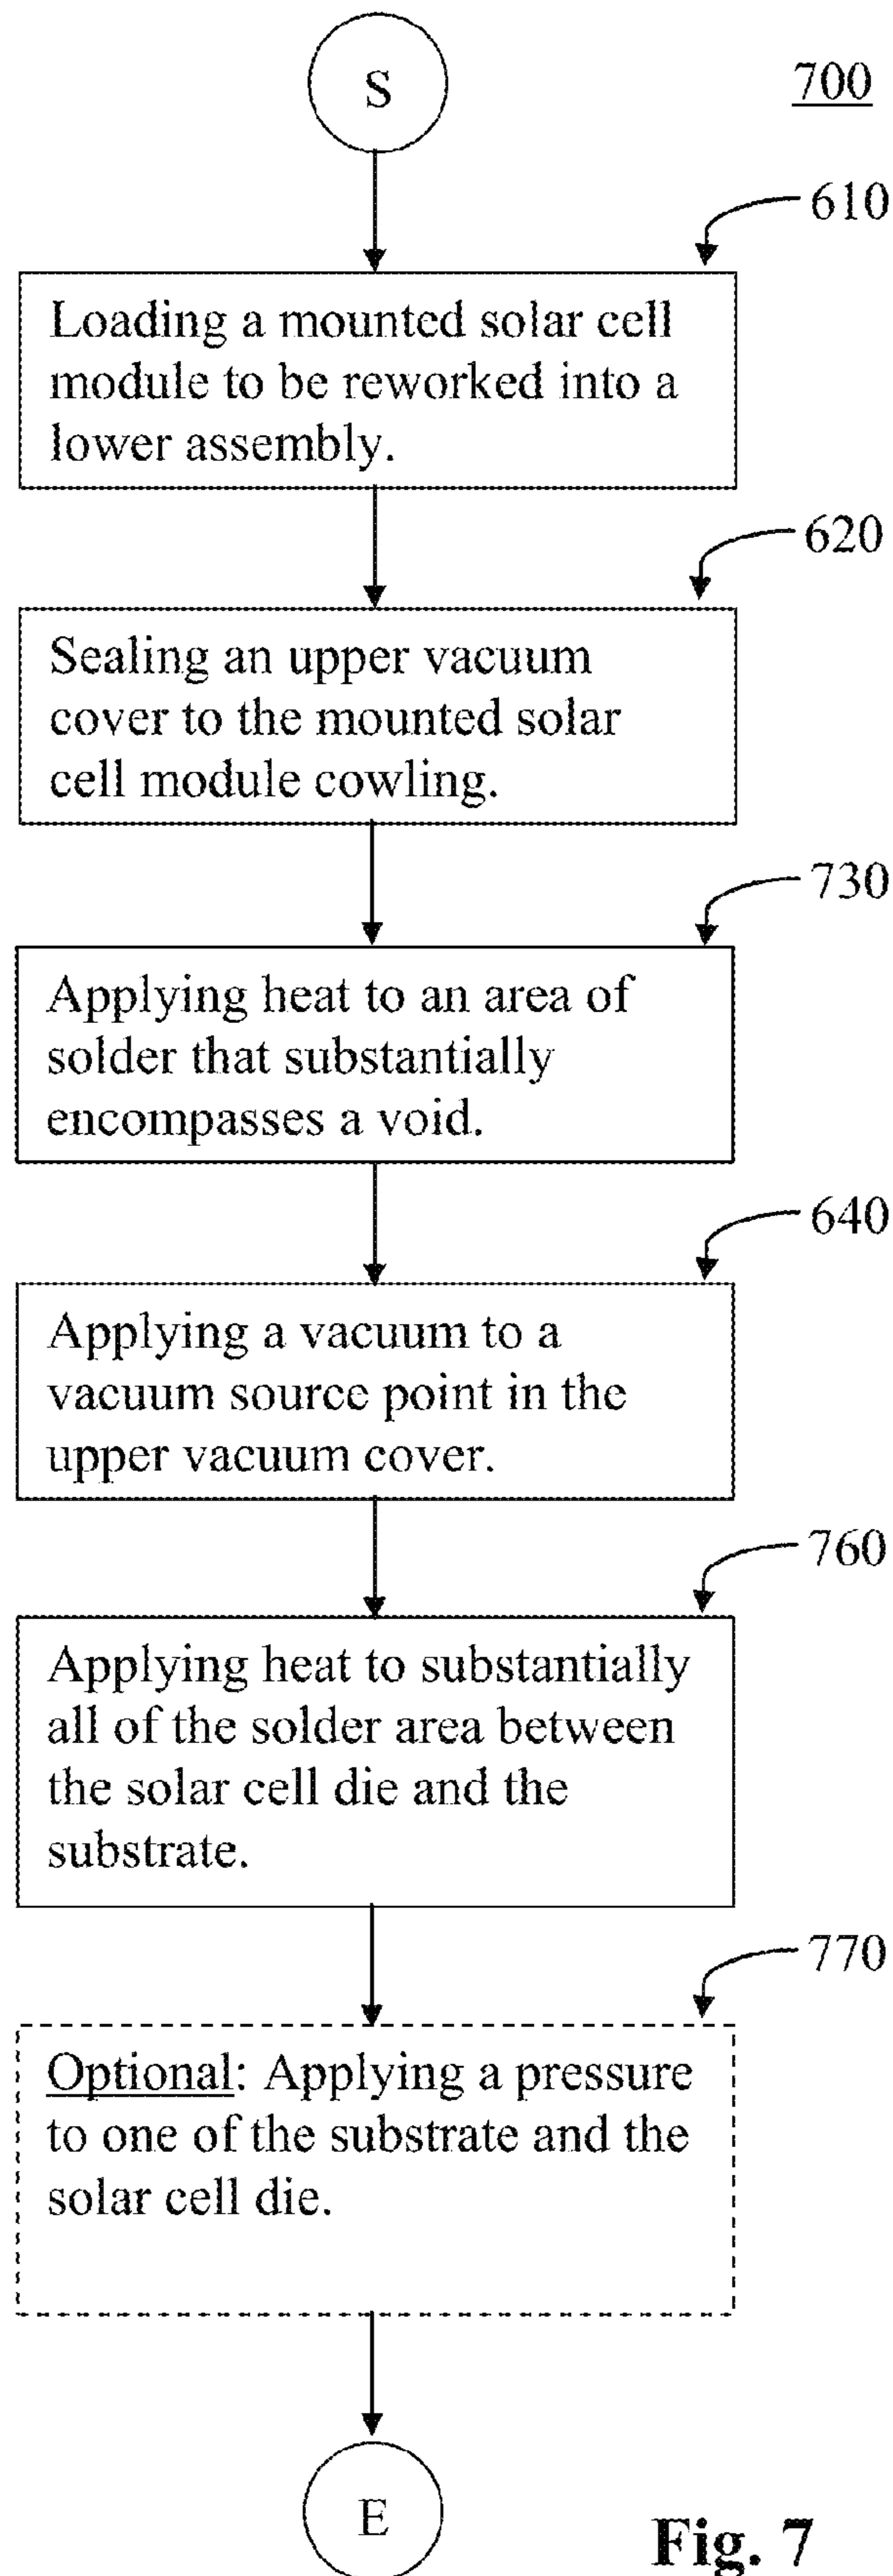 S
700
610
Loading a mounted solar cell
module to be reworked into a
lower assembly.
620
Sealing an upper vacuum
cover to the mounted solar
cell module cowling.
730
Applying heat to an area of
solder that substantially
encompasses a void.
640
Applying a vacuum to a
vacuum source point in the
upper vacuum cover.
760
Applying heat to substantially
all of the solder area between
the solar cell die and the
substrate.
770
Optional: Applying a pressure
to one of the substrate and the
solar cell die.
E
Fig. 7